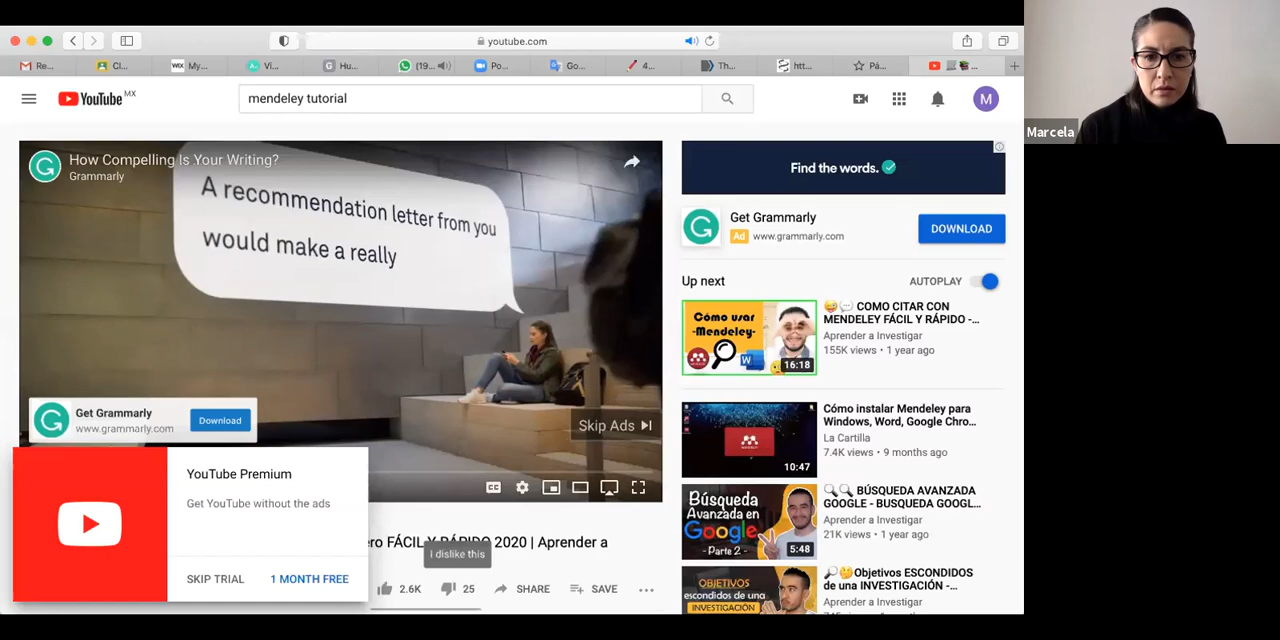 youtube.com
Re...
Cl...
WIX My...
Vi...
G Hu...
(19...
Po...
Go...
4...
Th...
htt...
Pá...
YouTube MX
mendeley tutorial
M
Marcela
How Compelling Is Your Writing?
Grammarly
A recommendation letter from you
would make a really
Get Grammarly
www.grammarly.com
Download
Skip Ads
CC
YouTube Premium
Get YouTube without the ads
SKIP TRIAL
1 MONTH FREE
ero FÁCIL Y RÁPIDO 2020 | Aprender a
I dislike this
2.6K
25
SHARE
SAVE
Find the words.
Get Grammarly
Ad www.grammarly.com
DOWNLOAD
Up next
AUTOPLAY
Cómo usar
-Mendeley-
W
16:18
COMO CITAR CON
MENDELEY FÁCIL Y RÁPIDO -...
Aprender a Investigar
155K views • 1 year ago
10:47
Cómo instalar Mendeley para
Windows, Word, Google Chro...
La Cartilla
7.4K views • 9 months ago
Búsqueda
Avanzada en
Google
- Parte 2 -
5:48
BÚSQUEDA AVANZADA
GOOGLE - BUSQUEDA GOOGL...
Aprender a Investigar
21K views • 1 year ago
OBJETIVOS
escondidos de una
INVESTIGACIÓN
Objetivos ESCONDIDOS
de una INVESTIGACIÓN -...
Aprender a Investigar